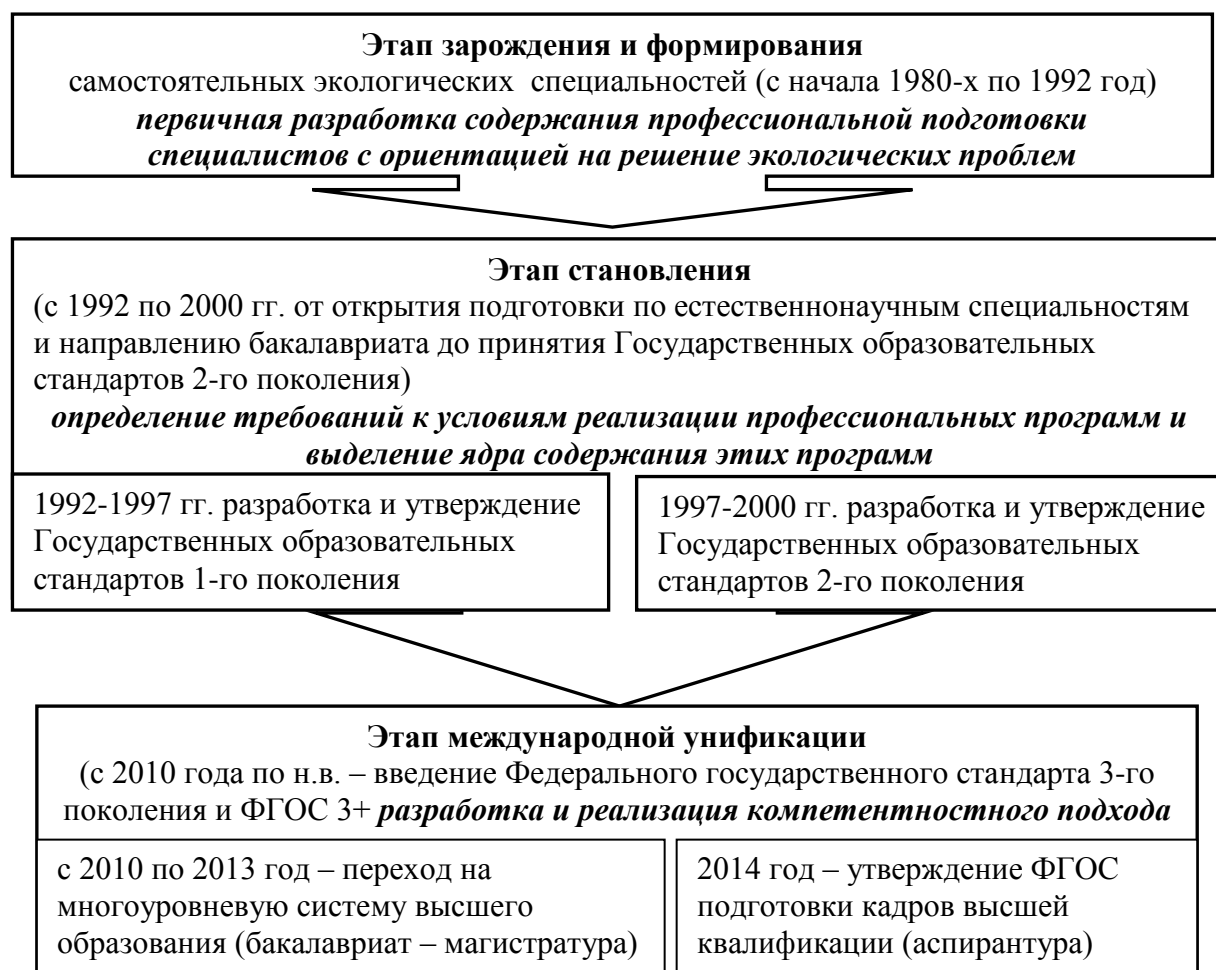 Этап зарождения и формирования
самостоятельных экологических специальностей (с начала 1980-х по 1992 год)
первичная разработка содержания профессиональной подготовки
специалистов с ориентацией на решение экологических проблем
Этап становления
(с 1992 по 2000 гг. от открытия подготовки по естественнонаучным специальностям
и направлению бакалавриата до принятия Государственных образовательных
стандартов 2-го поколения)
определение требований к условиям реализации профессиональных программ и
выделение ядра содержания этих программ
1992-1997 гг. разработка и утверждение
Государственных образовательных
стандартов 1-го поколения
1997-2000 гг. разработка и утверждение
Государственных образовательных
стандартов 2-го поколения
Этап международной унификации
(с 2010 года по н.в. – введение Федерального государственного стандарта 3-го
поколения и ФГОС 3+ разработка и реализация компетентностного подхода
с 2010 по 2013 год – переход на
многоуровневую систему высшего
образования (бакалавриат – магистратура)
2014 год – утверждение ФГОС
подготовки кадров высшей
квалификации (аспирантура)